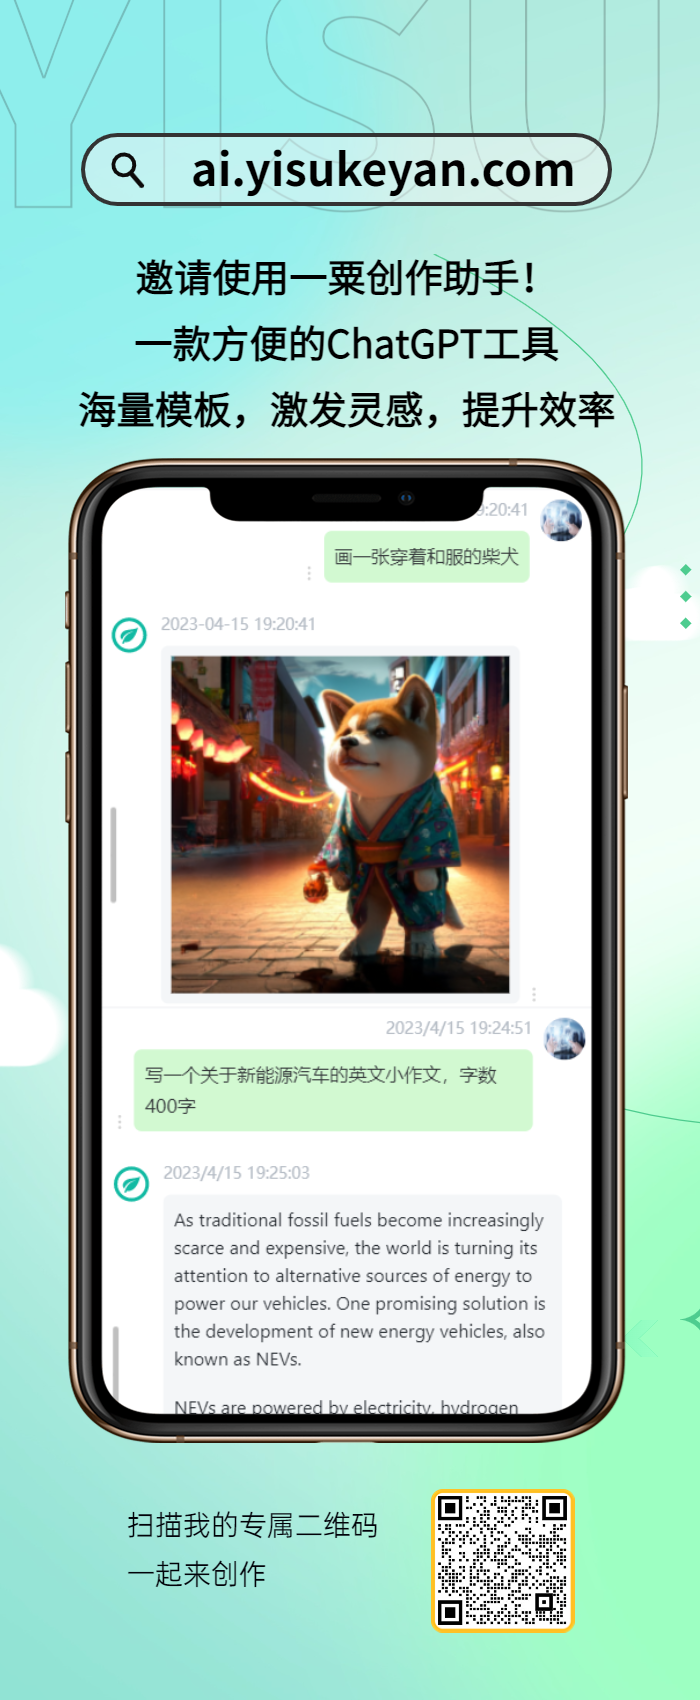 YISU
ai.yisukeyan.com
邀请使用一粟创作助手！
一款方便的ChatGPT工具
海量模板，激发灵感，提升效率
9:20:41
画一张穿着和服的柴犬
2023-04-15 19:20:41
2023/4/15 19:24:51
写一个关于新能源汽车的英文小作文，字数
400字
2023/4/15 19:25:03
As traditional fossil fuels become increasingly
scarce and expensive, the world is turning its
attention to alternative sources of energy to
power our vehicles. One promising solution is
the development of new energy vehicles, also
known as NEVs.
NEVs are powered by electricity, hydrogen
扫描我的专属二维码
一起来创作